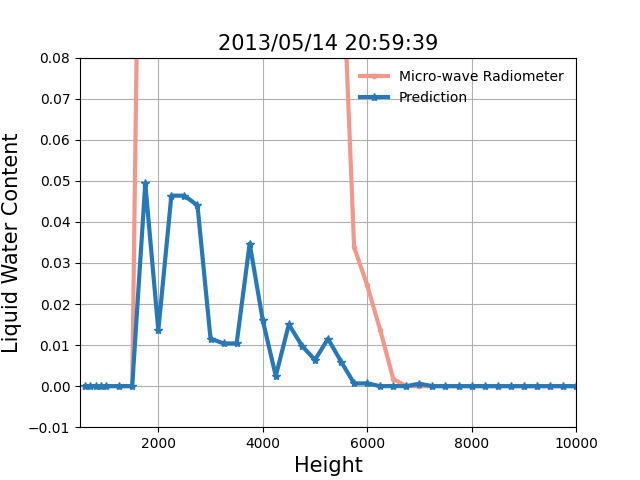 2013/05/14 20:59:39
Micro-wave Radiometer
Prediction
Liquid Water Content
0.08
0.07
0.06
0.05
0.04
0.03
0.02
0.01
0.00
−0.01
2000 4000 6000 8000 10000
Height